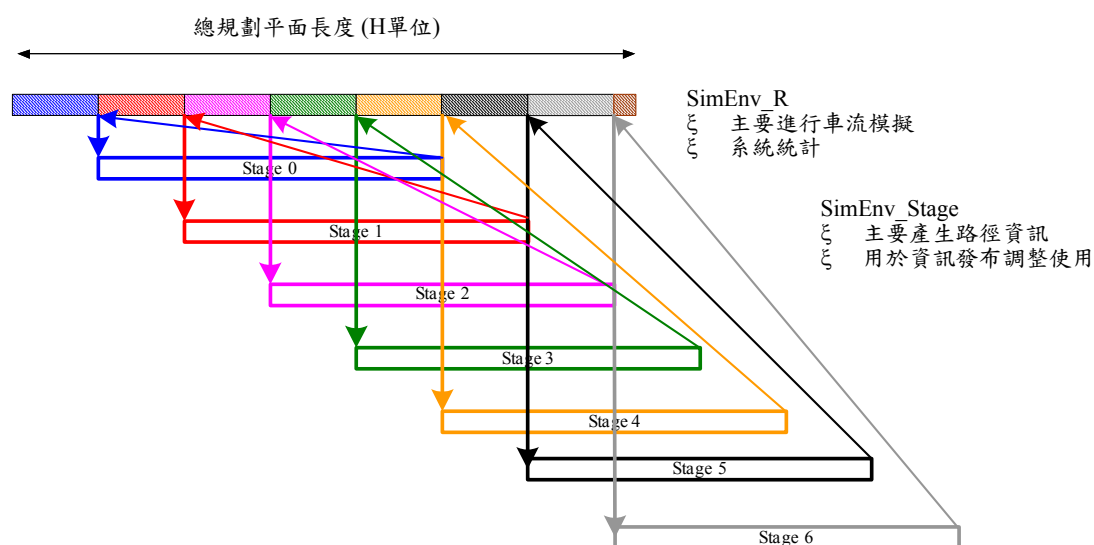 總規劃平面長度 (H單位)
SimEnv_R
ξ 主要進行車流模擬
ξ 系統統計
Stage 0
SimEnv_Stage
ξ 主要產生路徑資訊
ξ 用於資訊發布調整使用
Stage 1
Stage 2
Stage 3
Stage 4
Stage 5
Stage 6